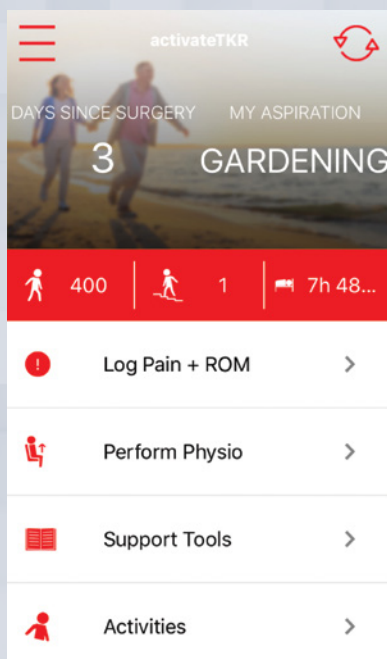 activateTKR
DAYS SINCE SURGERY MY ASPIRATION
3 GARDENING
400 1 7h 48...
Log Pain + ROM
Perform Physio
Support Tools
Activities